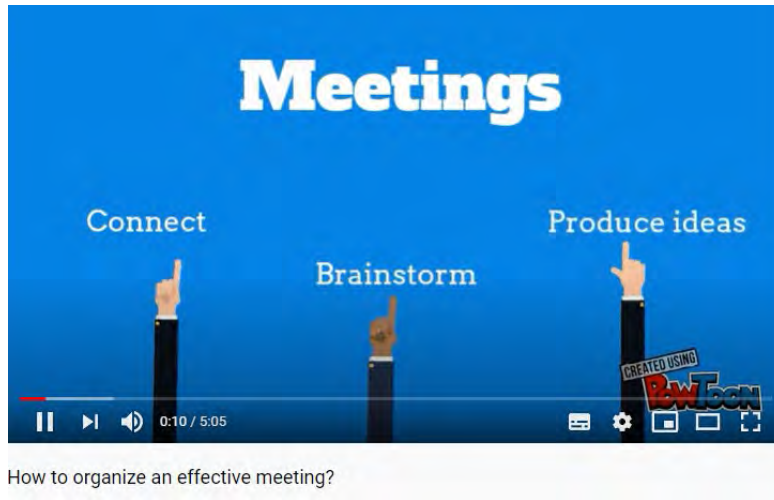 Meetings
Connect
Brainstorm
Produce ideas
CREATED USING
POWTOON
0:10 / 5:05
How to organize an effective meeting?